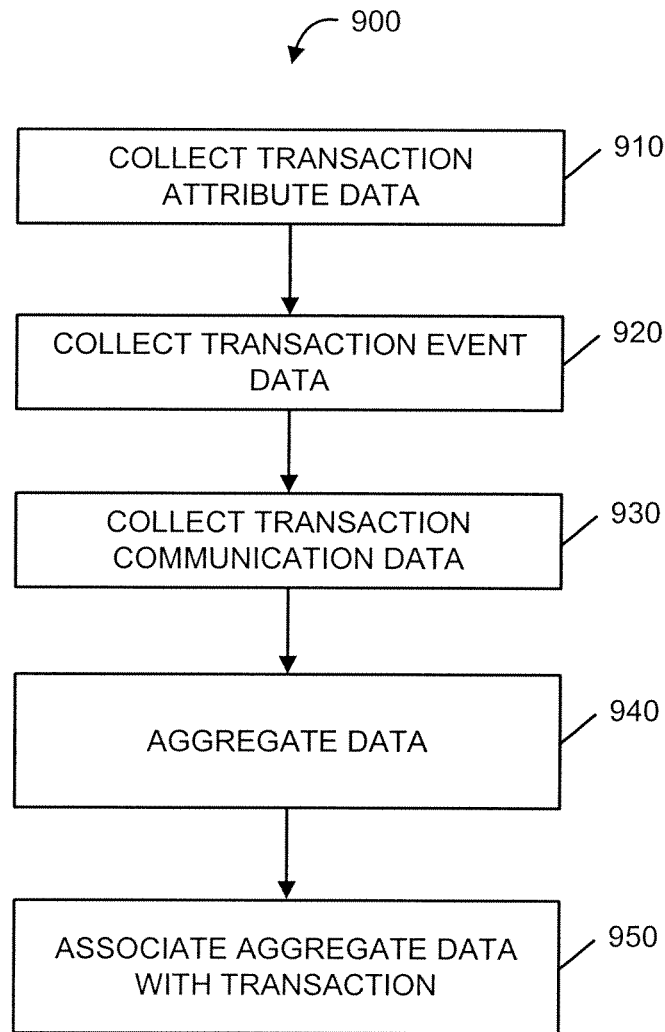 900
COLLECT TRANSACTION
ATTRIBUTE DATA
910
COLLECT TRANSACTION EVENT
DATA
920
COLLECT TRANSACTION
COMMUNICATION DATA
930
AGGREGATE DATA
940
ASSOCIATE AGGREGATE DATA
WITH TRANSACTION
950